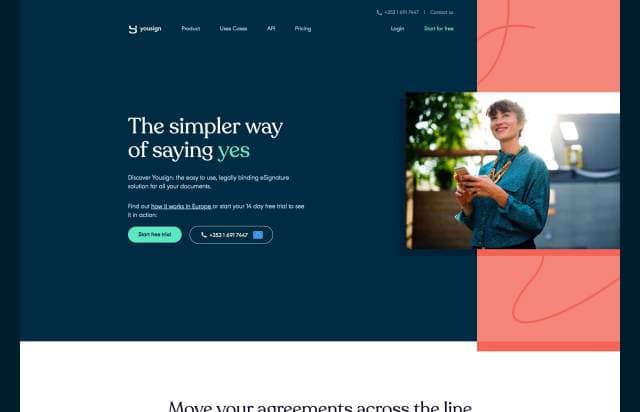 +353 1 691 7447 | Contact us
yousign Product Uses Cases API Pricing Login Start for free
The simpler way
of saying yes
Discover Yousign: the easy to use, legally binding eSignature
solution for all your documents.
Find out how it works in Europe or start your 14 day free trial to see
it in action:
Start free trial +353 1 691 7447
Move your agreements across the line